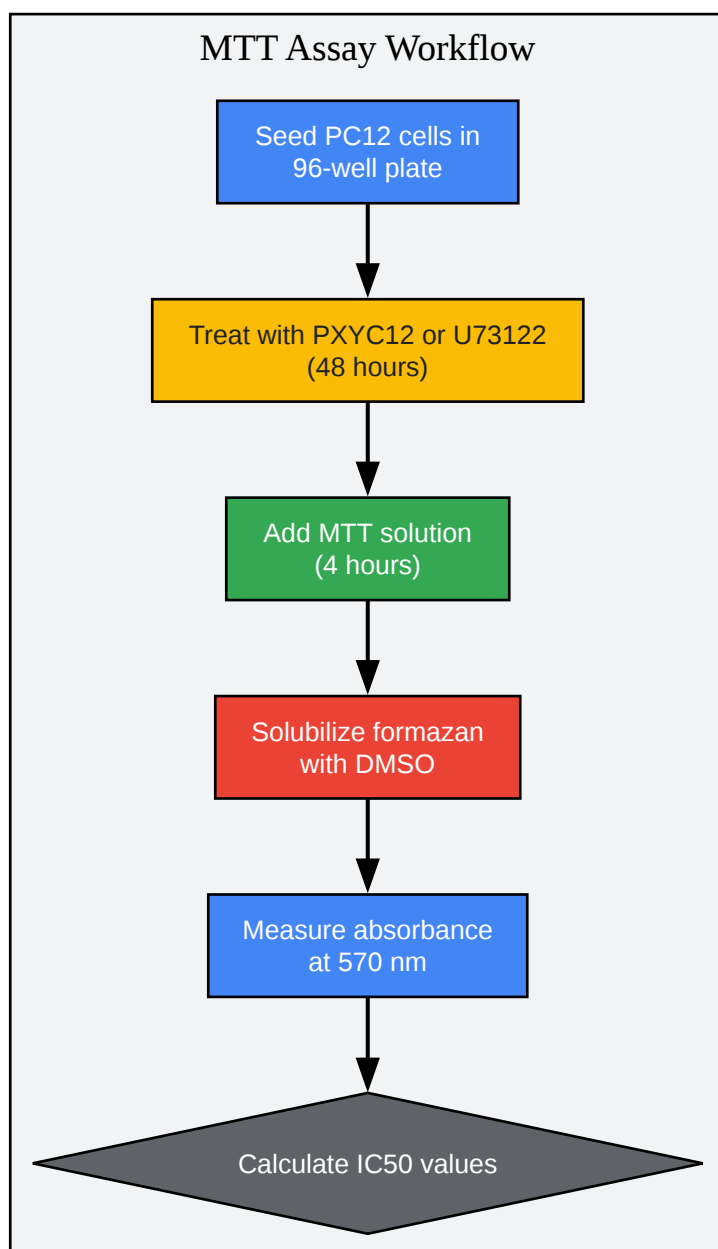 MTT Assay Workflow
Seed PC12 cells in
96-well plate
Treat with PXYC12 or U73122
(48 hours)
Add MTT solution
(4 hours)
Solubilize formazan
with DMSO
Measure absorbance
at 570 nm
Calculate IC50 values